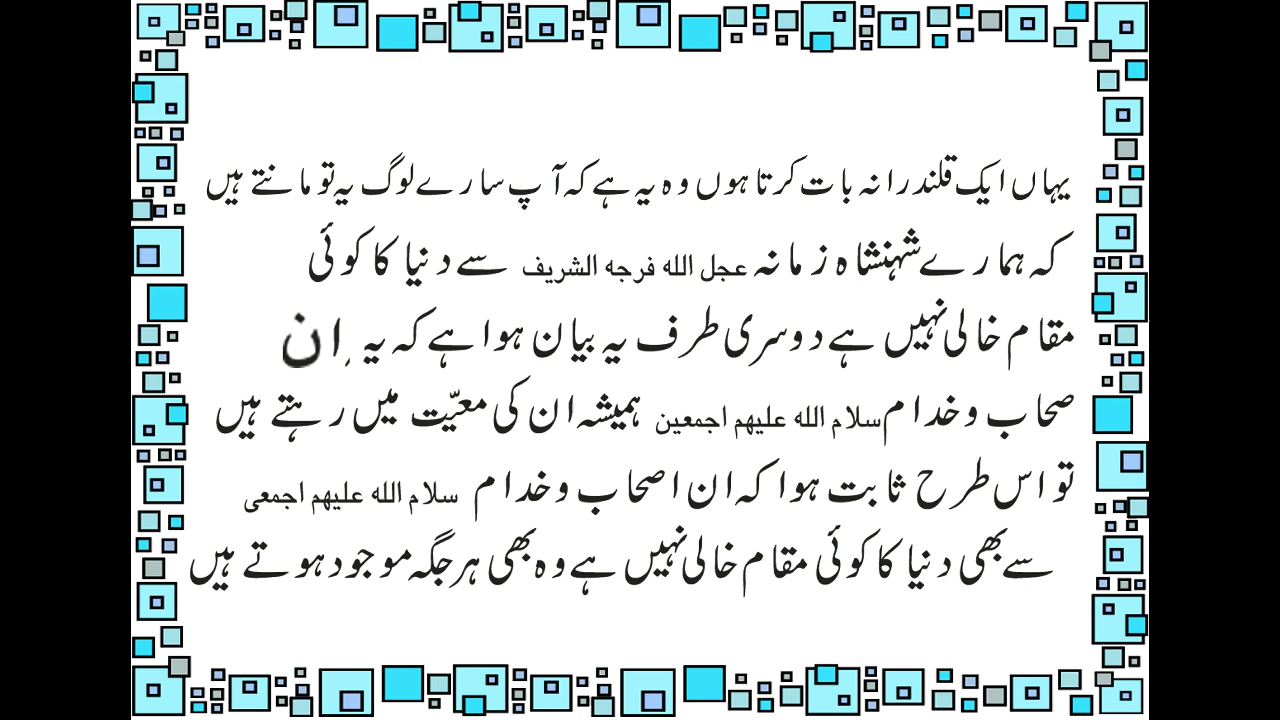 یہاں ایک قلندرانہ بات کرتا ہوں وہ یہ ہے کہ آپ سارے لوگ یہ تو مانتے ہیں
کہ ہمارے شہنشاہ زمانہ عجل الله فرجه الشريف سے دنیا کا کوئی
مقام خالی نہیں ہے دوسری طرف یہ بیان ہوا ہے کہ یہ اِن
صحاب وخدام سلام الله عليهم اجمعين ہمیشہ ان کی معیّت میں رہتے ہیں
تو اس طرح ثابت ہوا کہ ان اصحاب وخدام سلام الله عليهم اجمعی
سے بھی دنیا کا کوئی مقام خالی نہیں ہے وہ بھی ہر جگہ موجود ہوتے ہیں